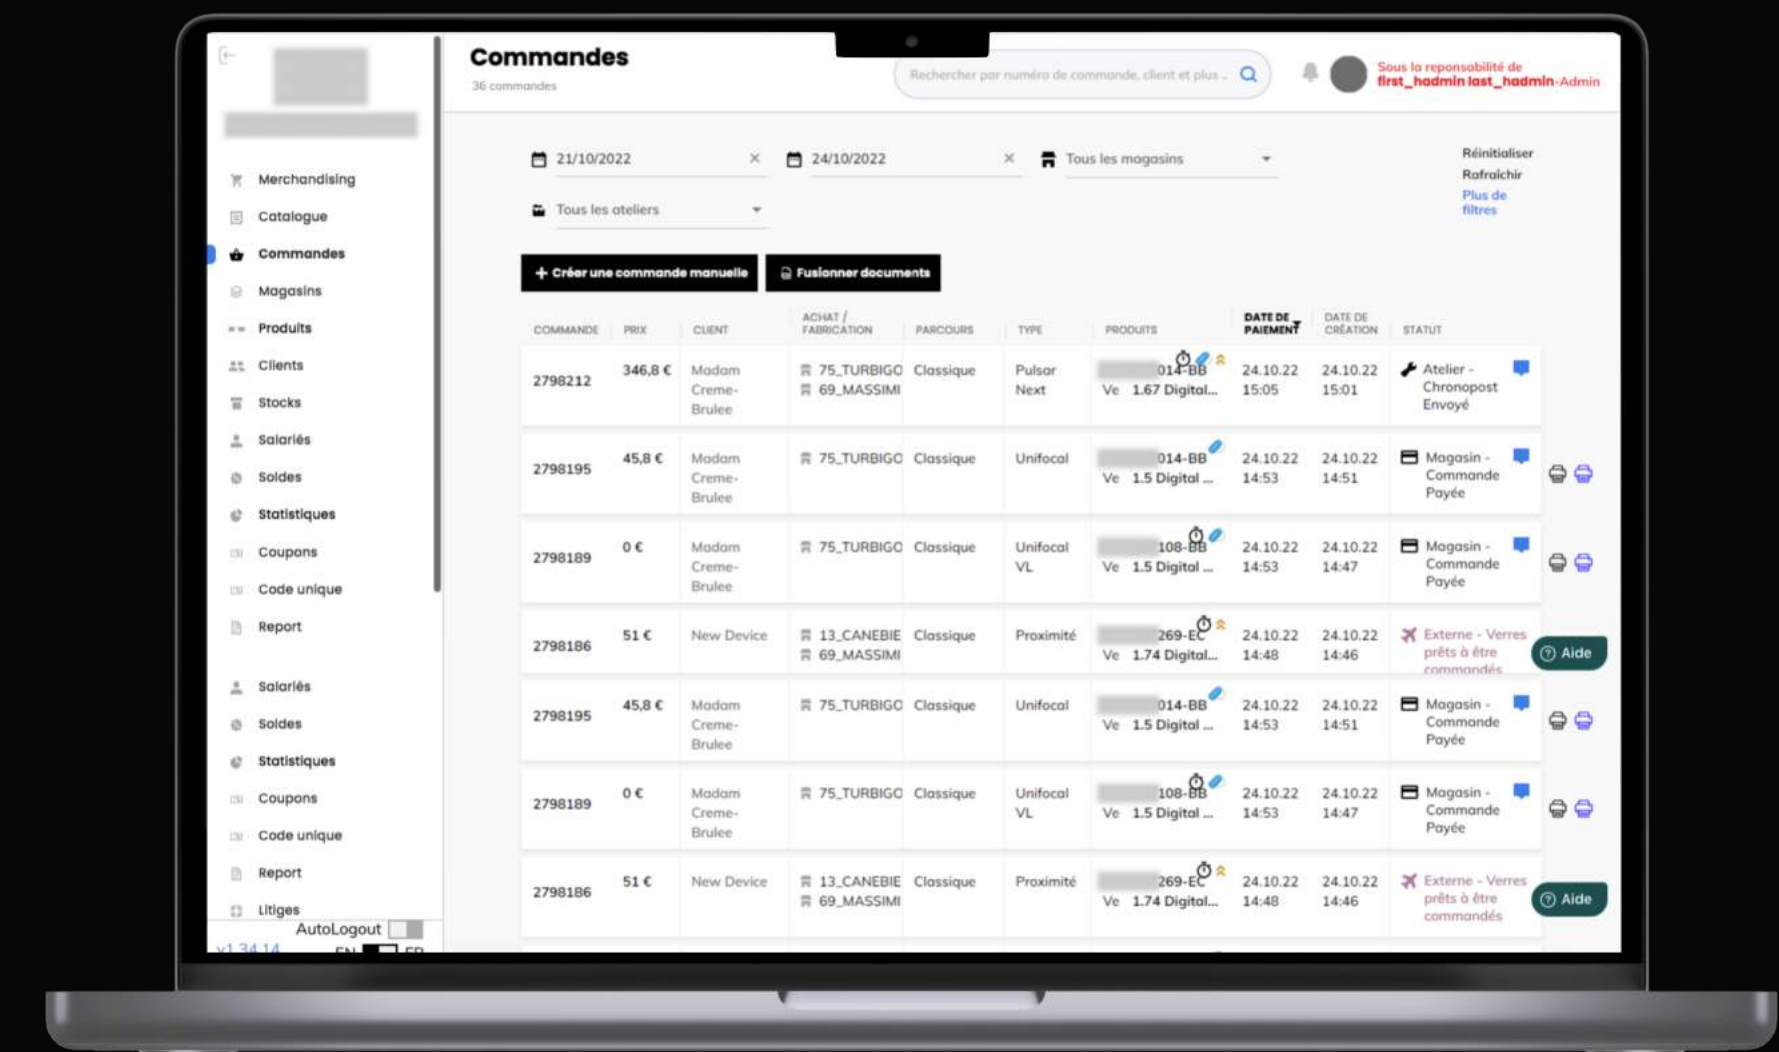 Commandes
36 commandes
Rechercher par numéro de commande, client et plus ..
Sous la reponsabilité de
first_hadmin last_hadmin-Admin
Merchandising
Catalogue
Commandes
Magasins
Produits
Clients
Stocks
Salariés
Soldes
Statistiques
Coupons
Code unique
Report
Salariés
Soldes
Statistiques
Coupons
Code unique
Report
Litiges
AutoLogout
v1.34.14
EN FR
21/10/2022
24/10/2022
Tous les magasins
Tous les ateliers
Réinitialiser
Rafraîchir
Plus de
filtres
+ Créer une commande manuelle
Fusionner documents
COMMANDE PRIX CLIENT ACHAT / FABRICATION PARCOURS TYPE PRODUITS DATE DE PAIEMENT DATE DE CRÉATION STATUT
2798212
346,8 €
Madam
Creme-
Brulee
75_TURBIGO
69_MASSIMI
Classique
Pulsar
Next
014-BB
Ve 1.67 Digital...
24.10.22
15:05
24.10.22
15:01
Atelier -
Chronopost
Envoyé
2798195
45,8 €
Madam
Creme-
Brulee
75_TURBIGO
Classique
Unifocal
014-BB
Ve 1.5 Digital ...
24.10.22
14:53
24.10.22
14:51
Magasin -
Commande
Payée
2798189
0 €
Madam
Creme-
Brulee
75_TURBIGO
Classique
Unifocal
VL
108-BB
Ve 1.5 Digital ...
24.10.22
14:53
24.10.22
14:47
Magasin -
Commande
Payée
2798186
51 €
New Device
13_CANEBIE
69_MASSIMI
Classique
Proximité
269-EC
Ve 1.74 Digital...
24.10.22
14:48
24.10.22
14:46
Externe - Verres
prêts à être
commandés
Aide
2798195
45,8 €
Madam
Creme-
Brulee
75_TURBIGO
Classique
Unifocal
014-BB
Ve 1.5 Digital ...
24.10.22
14:53
24.10.22
14:51
Magasin -
Commande
Payée
2798189
0 €
Madam
Creme-
Brulee
75_TURBIGO
Classique
Unifocal
VL
108-BB
Ve 1.5 Digital ...
24.10.22
14:53
24.10.22
14:47
Magasin -
Commande
Payée
2798186
51 €
New Device
13_CANEBIE
69_MASSIMI
Classique
Proximité
269-EC
Ve 1.74 Digital...
24.10.22
14:48
24.10.22
14:46
Externe - Verres
prêts à être
commandés
Aide